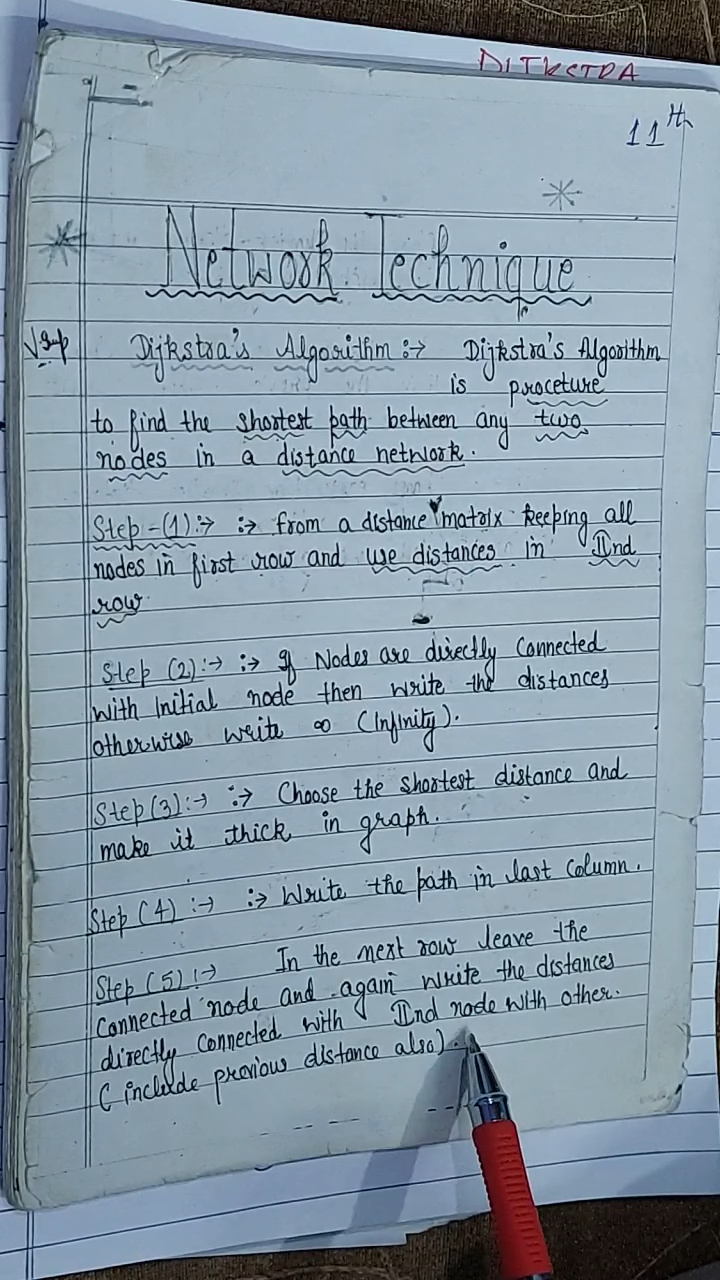 DIJKSTRA
11th
Network Technique
V.Imp
Dijkstra's Algorithm :→ Dijkstra's Algorithm
is proceture
to find the shortest path between any two
nodes in a distance network.
Step-(1):→ :→ from a distance matrix keeping all
nodes in first row and use distances in IInd
row
Step (2):→ :→ If Nodes are directly Connected
with Initial node then write the distances
otherwise write ∞ (Infinity).
Step (3):→ :→ Choose the shortest distance and
make it thick in graph.
Step (4) :→ :→ Write the path in last Column.
Step (5) :→ In the next row leave the
Connected node and again write the distances
directly connected with IInd node with other.
( include previous distance also).